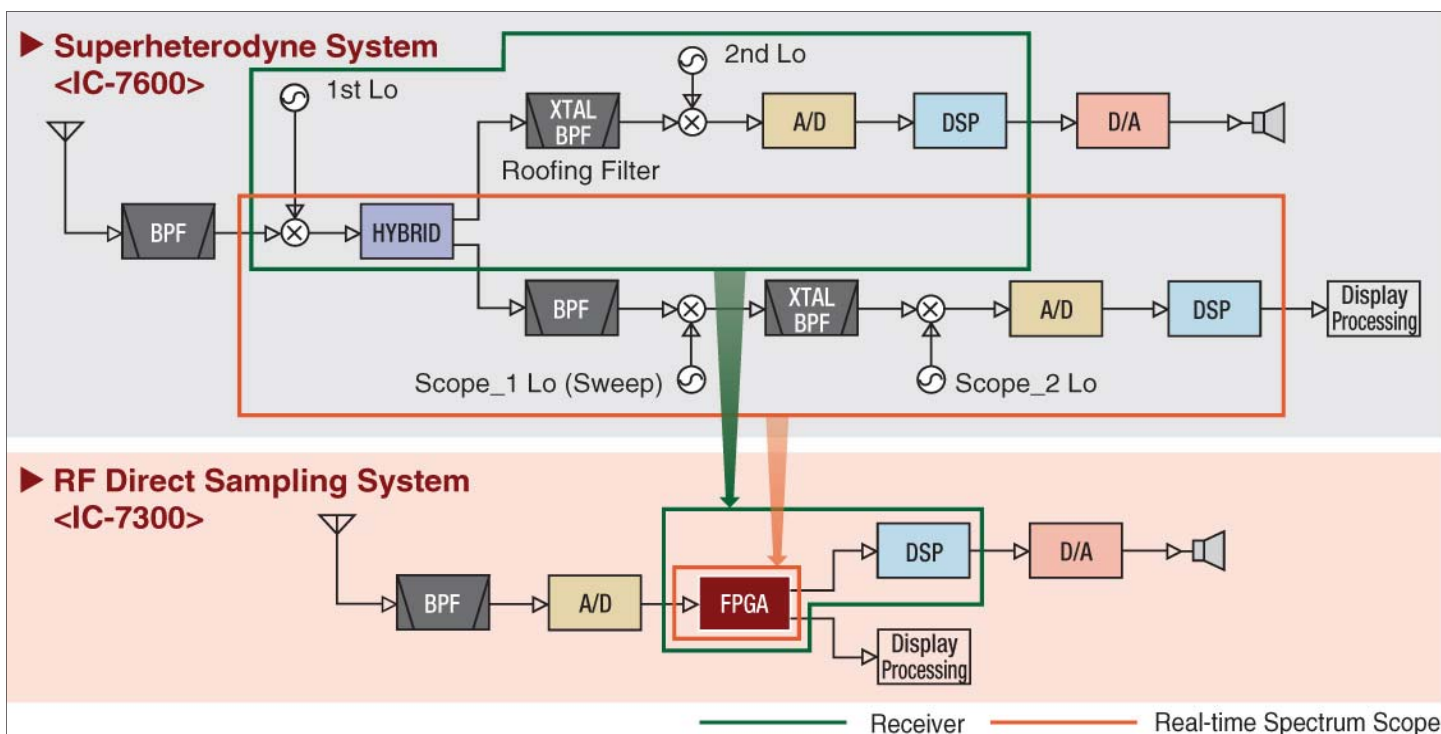 Superheterodyne System
<IC-7600>
1st Lo
2nd Lo
XTAL
BPF
A/D
DSP
D/A
Roofing Filter
BPF
HYBRID
BPF
XTAL
BPF
A/D
DSP
Display
Processing
Scope_1 Lo (Sweep)
Scope_2 Lo
RF Direct Sampling System
<IC-7300>
DSP
D/A
BPF
A/D
FPGA
Display
Processing
Receiver
Real-time Spectrum Scope